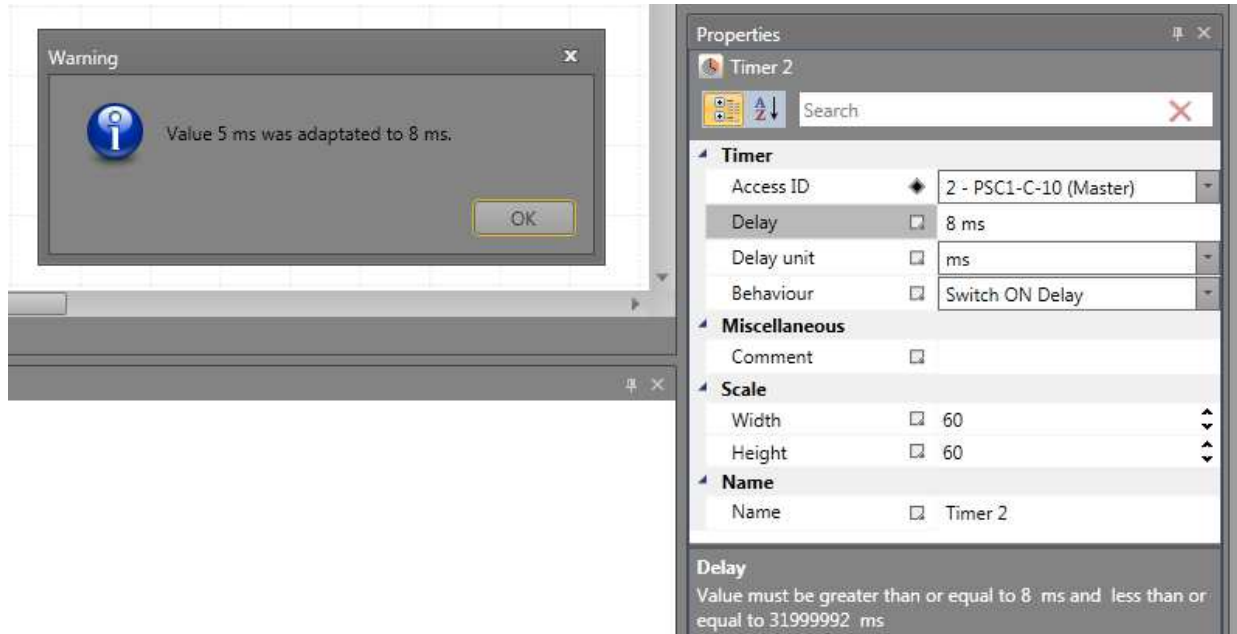 Warning
x
Value 5 ms was adaptated to 8 ms.
OK
Properties
Timer 2
A
Z
Search
Timer
Access ID 2 - PSC1-C-10 (Master)
Delay 8 ms
Delay unit ms
Behaviour Switch ON Delay
Miscellaneous
Comment
Scale
Width 60
Height 60
Name
Name Timer 2
Delay
Value must be greater than or equal to 8 ms and less than or
equal to 31999992 ms